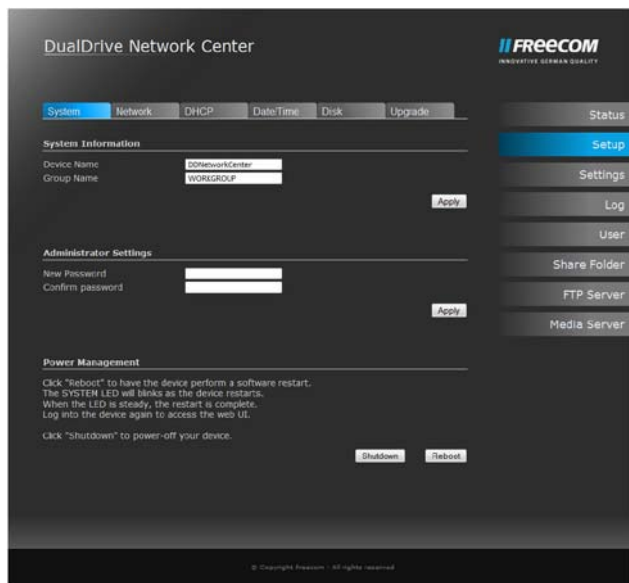 DualDrive Network Center
FREECOM
INNOVATIVE GERMAN QUALITY
System Network DHCP Date/Time Disk Upgrade
System Information
Device Name DDNetworkCenter
Group Name WORKGROUP
Apply
Administrator Settings
New Password
Confirm password
Apply
Power Management
Click "Reboot" to have the device perform a software restart.
The SYSTEM LED will blinks as the device restarts.
When the LED is steady, the restart is complete.
Log into the device again to access the web UI.
Click "Shutdown" to power-off your device.
Shutdown Reboot
Status
Setup
Settings
Log
User
Share Folder
FTP Server
Media Server
© Copyright Freecom - All rights reserved